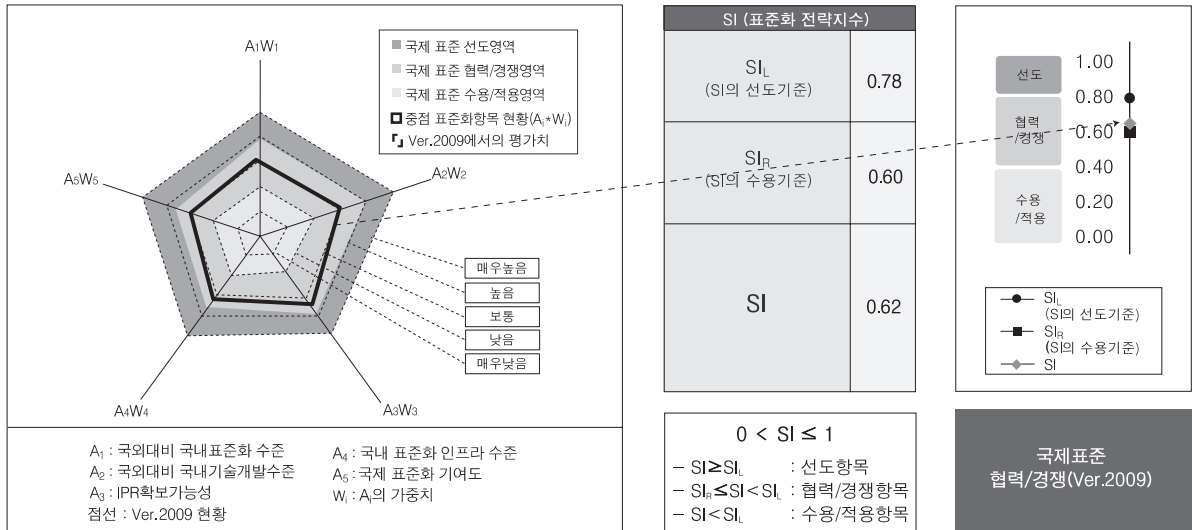 A₁W₁
A₂W₂
A₃W₃
A₄W₄
A₅W₅
국제 표준 선도영역
국제 표준 협력/경쟁영역
국제 표준 수용/적용영역
중점 표준화항목 현황(Aᵢ*Wᵢ)
Ver.2009에서의 평가치
매우높음
높음
보통
낮음
매우낮음
A₁ : 국외대비 국내표준화 수준
A₂ : 국외대비 국내기술개발수준
A₃ : IPR확보가능성
점선 : Ver.2009 현황
A₄ : 국내 표준화 인프라 수준
A₅ : 국제 표준화 기여도
Wᵢ : Aᵢ의 가중치
SI (표준화 전략지수)
SI_L
(SI의 선도기준)
0.78
SI_R
(SI의 수용기준)
0.60
SI
0.62
0 < SI ≤ 1
– SI≥SI_L : 선도항목
– SI_R≤SI<SI_L : 협력/경쟁항목
– SI<SI_L : 수용/적용항목
선도
협력
/경쟁
수용
/적용
1.00
0.80
0.60
0.40
0.20
0.00
SI_L
(SI의 선도기준)
SI_R
(SI의 수용기준)
SI
국제표준
협력/경쟁(Ver.2009)